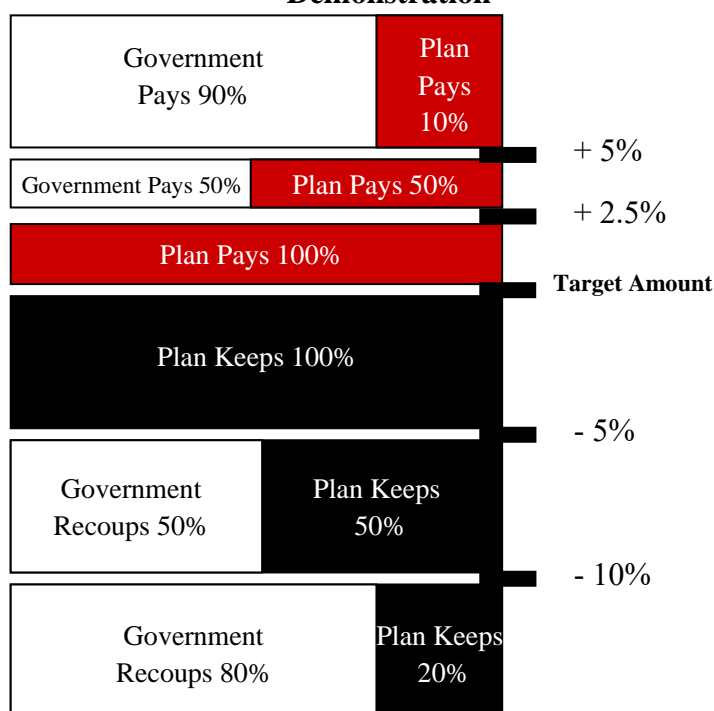 Demonstration
Government
Pays 90%
Plan
Pays
10%
+ 5%
Government Pays 50%
Plan Pays 50%
+ 2.5%
Plan Pays 100%
Target Amount
Plan Keeps 100%
- 5%
Government
Recoups 50%
Plan Keeps
50%
- 10%
Government
Recoups 80%
Plan Keeps
20%